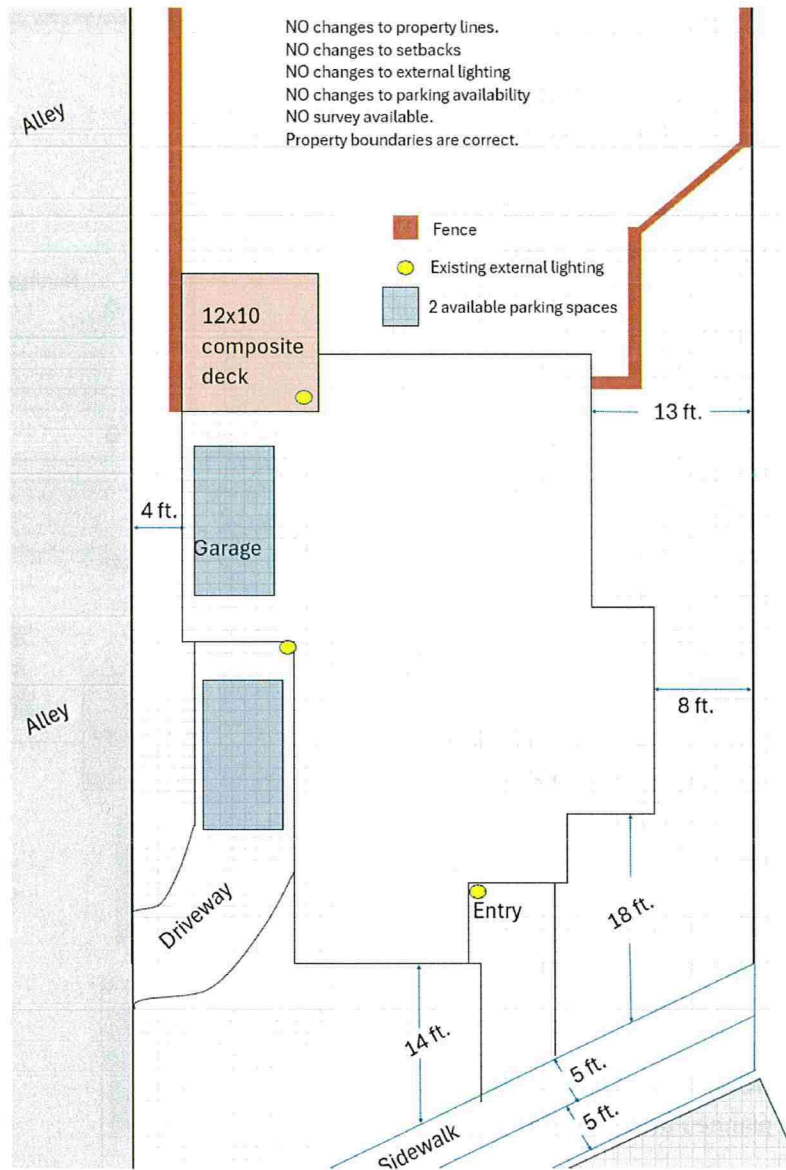 NO changes to property lines.
NO changes to setbacks
NO changes to external lighting
NO changes to parking availability
NO survey available.
Property boundaries are correct.
Alley
Fence
Existing external lighting
2 available parking spaces
12x10
composite
deck
13 ft.
4 ft.
Garage
Alley
8 ft.
Driveway
Entry
18 ft.
14 ft.
5 ft.
5 ft.
Sidewalk